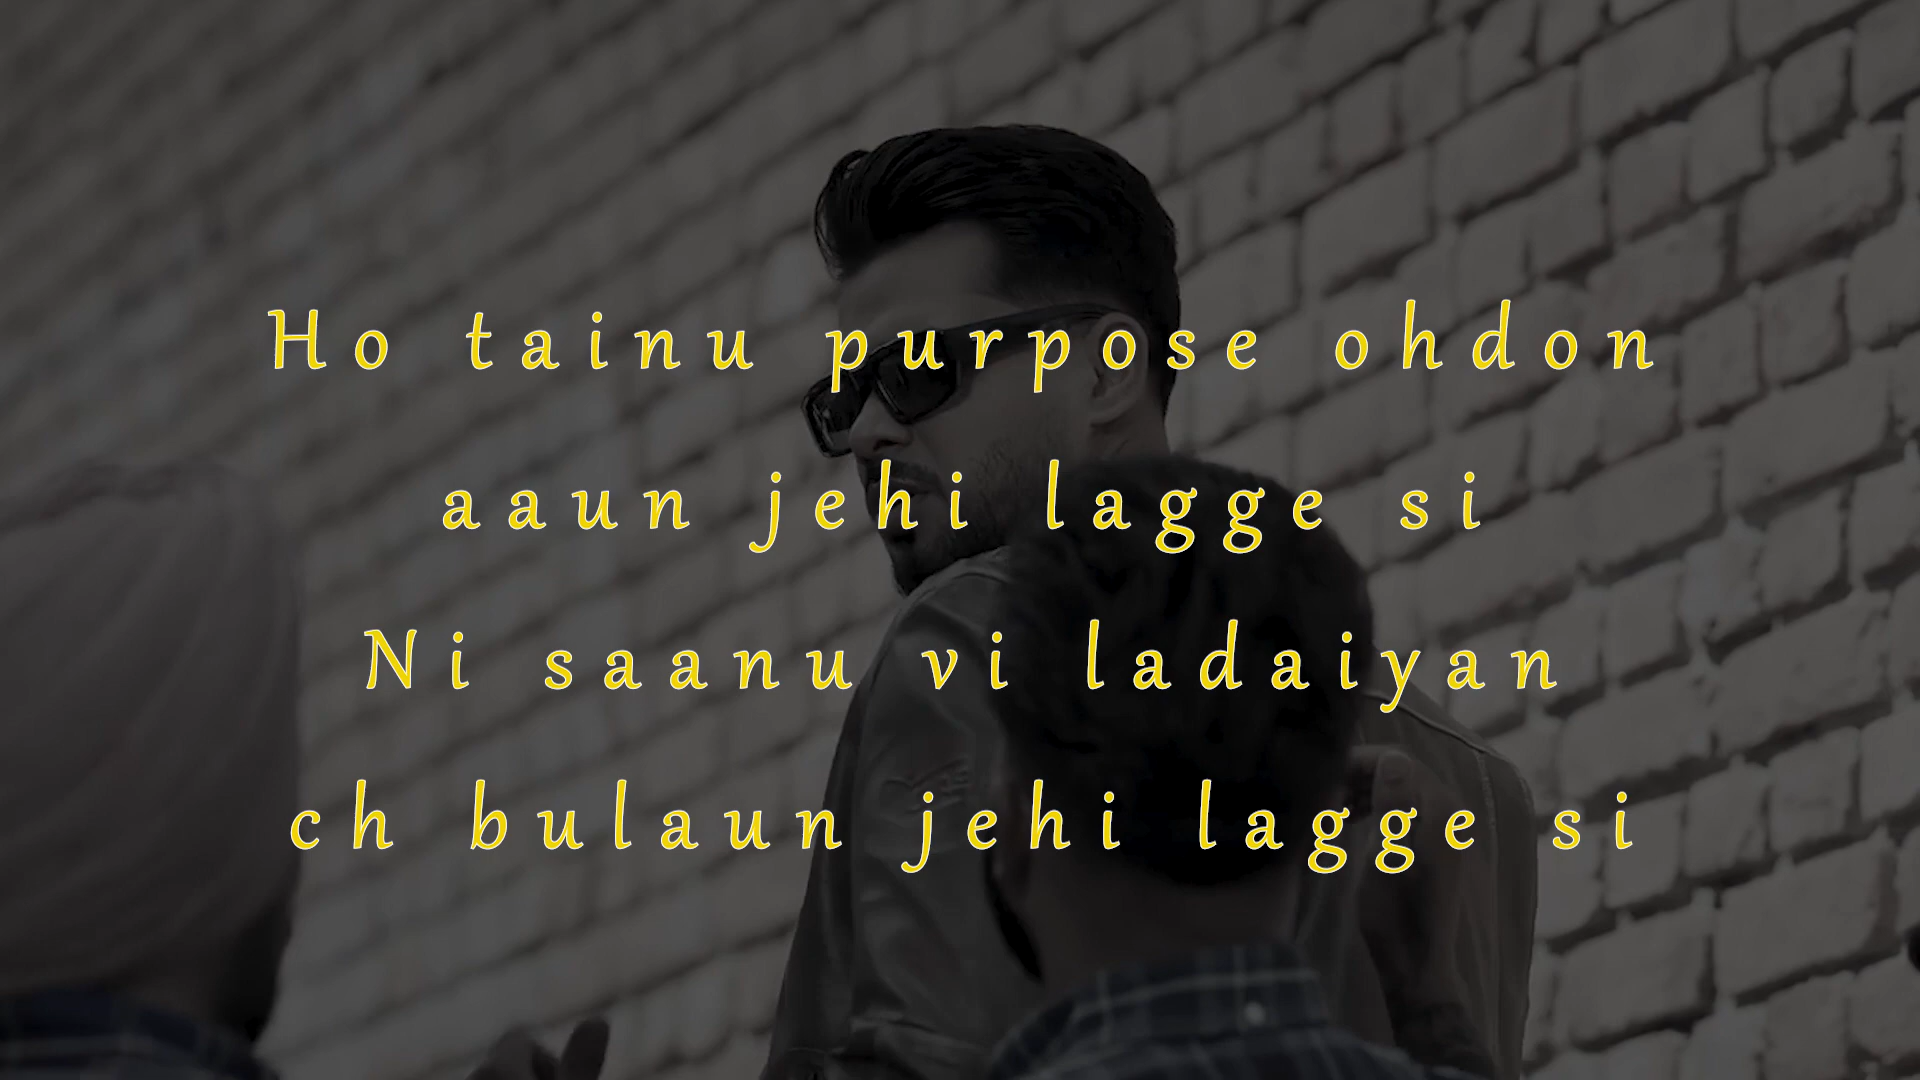 Ho tainu purpose ohdon
aaun jehi lagge si
Ni saanu vi ladaiyan
ch bulaun jehi lagge si